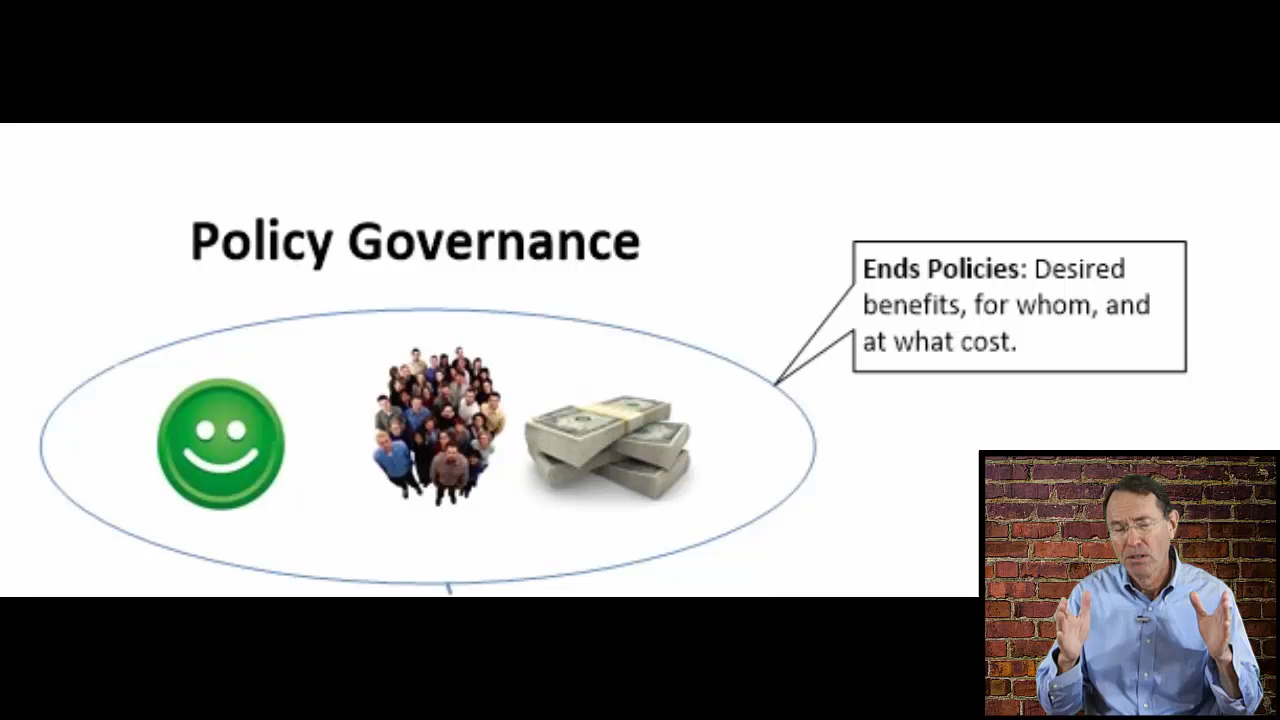 Policy Governance
Ends Policies: Desired
benefits, for whom, and
at what cost.